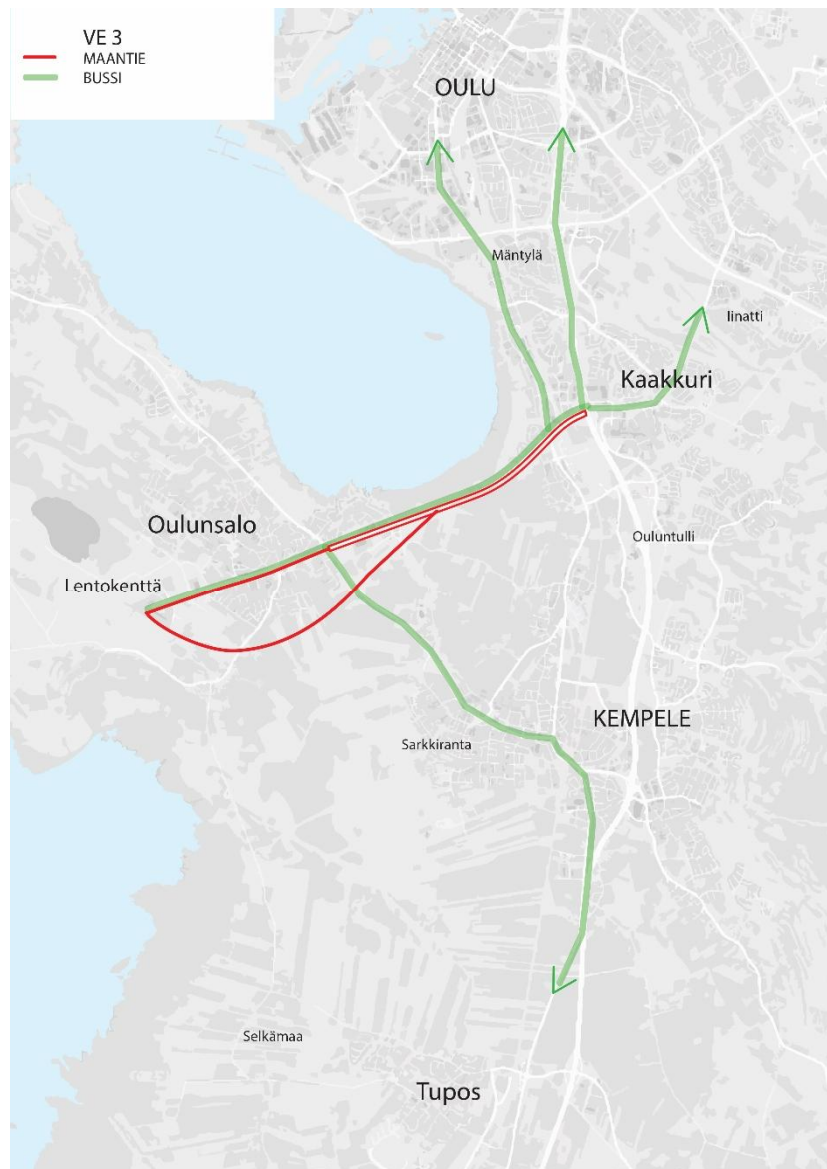 VE 3
MAANTIE
BUSSI
OULU
Mäntylä
Iinatti
Kaakkuri
Oulunsalo
Ouluntulli
Lentokenttä
KEMPELE
Sarkkiranta
Selkämaa
Tupos